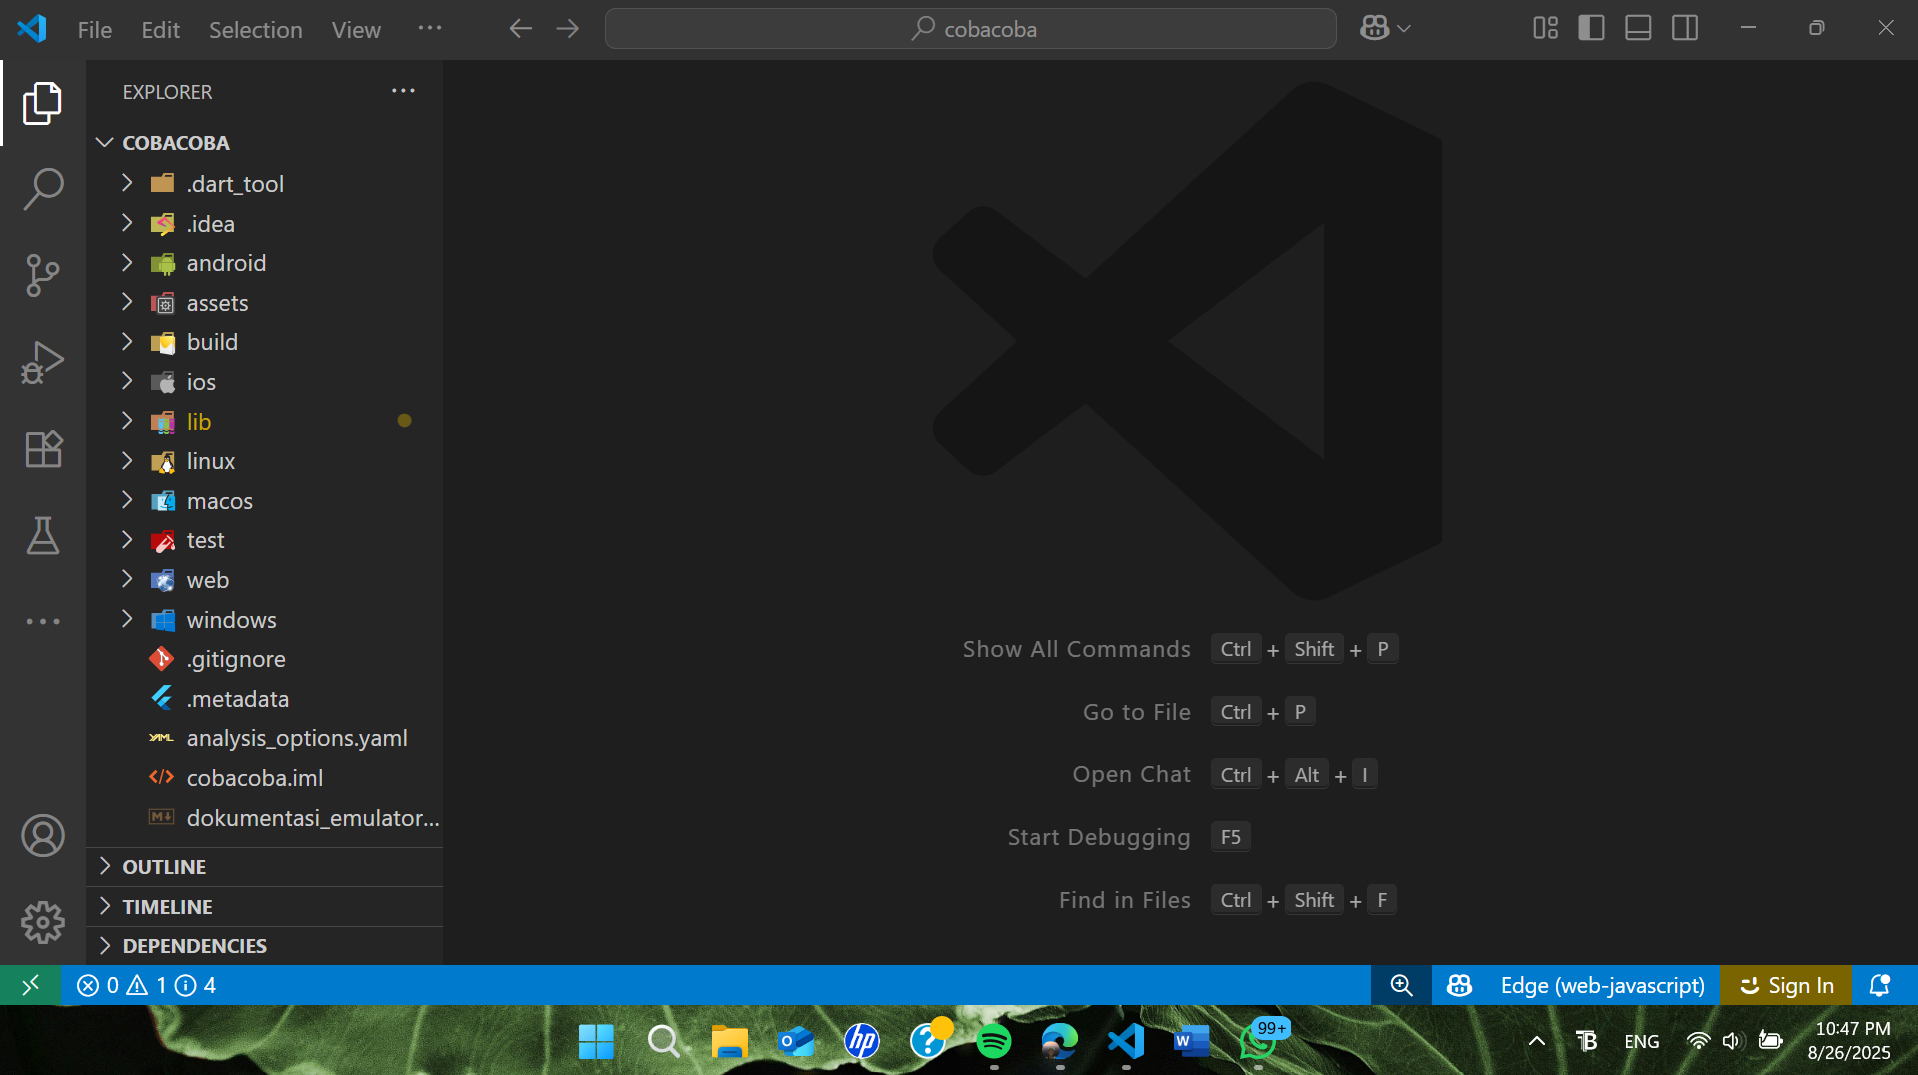 File Edit Selection View ··· cobacoba
EXPLORER ···
COBACOBA
.dart_tool
.idea
android
assets
build
ios
lib
linux
macos
test
web
windows
.gitignore
.metadata
analysis_options.yaml
cobacoba.iml
dokumentasi_emulator...
OUTLINE
TIMELINE
DEPENDENCIES
Show All Commands Ctrl + Shift + P
Go to File Ctrl + P
Open Chat Ctrl + Alt + I
Start Debugging F5
Find in Files Ctrl + Shift + F
0 1 4 Edge (web-javascript) Sign In
99+
ENG
10:47 PM
8/26/2025